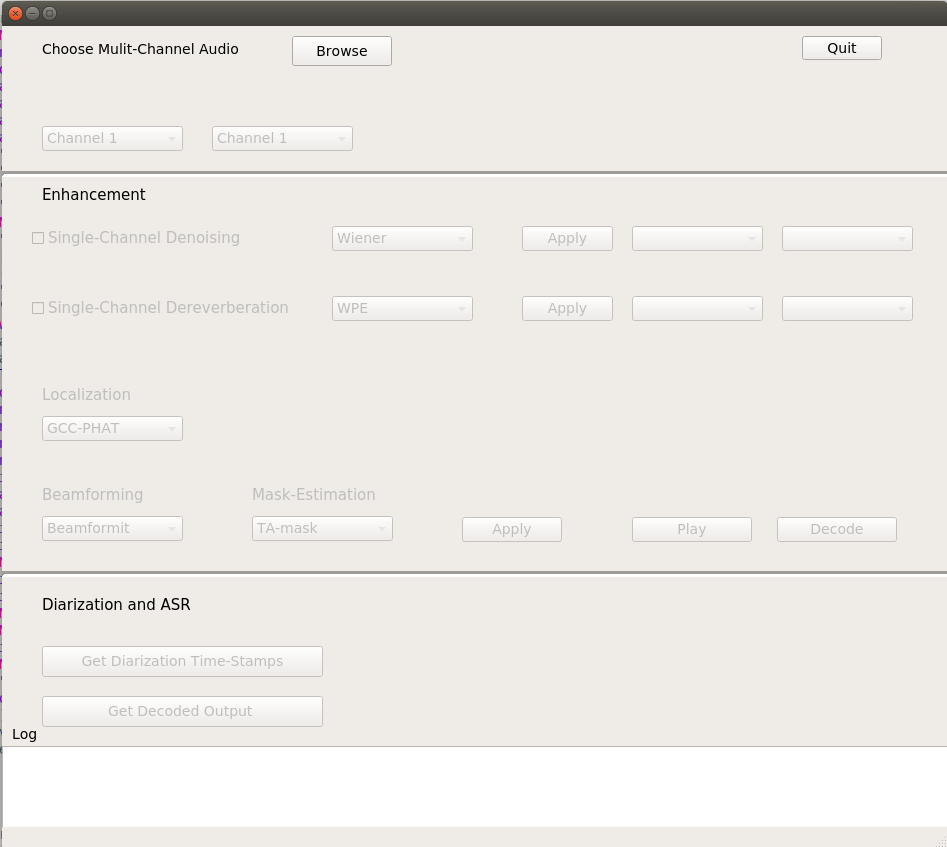 Choose Mulit-Channel Audio Browse Quit
Channel 1 Channel 1
Enhancement
Single-Channel Denoising Wiener Apply
Single-Channel Dereverberation WPE Apply
Localization
GCC-PHAT
Beamforming Mask-Estimation
Beamformit TA-mask Apply Play Decode
Diarization and ASR
Get Diarization Time-Stamps
Get Decoded Output
Log